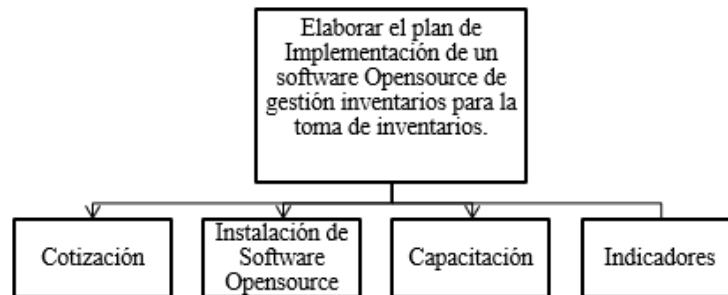 Elaborar el plan de
Implementación de un
software Opensource de
gestión inventarios para la
toma de inventarios.
Cotización
Instalación de
Software
Opensource
Capacitación
Indicadores